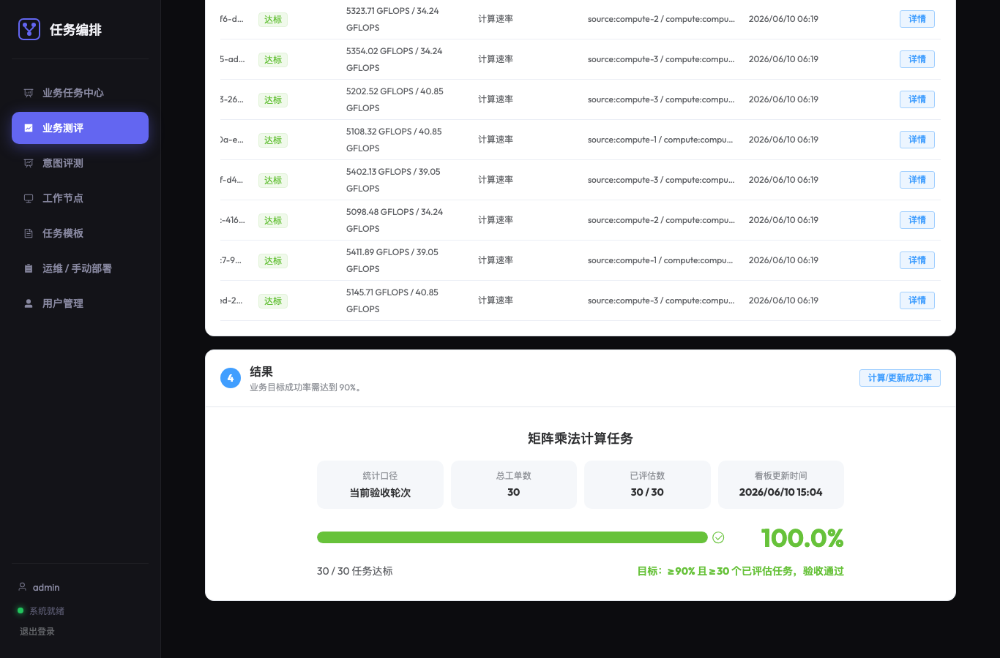 任务编排
业务任务中心
业务测评
意图评测
工作节点
任务模板
运维 / 手动部署
用户管理
admin
系统就绪
退出登录
f6-d... 达标 5323.71 GFLOPS / 34.24 GFLOPS 计算速率 source:compute-2 / compute:compu... 2026/06/10 06:19 详情
5-ad... 达标 5354.02 GFLOPS / 34.24 GFLOPS 计算速率 source:compute-3 / compute:compu... 2026/06/10 06:19 详情
3-26... 达标 5202.52 GFLOPS / 40.85 GFLOPS 计算速率 source:compute-3 / compute:compu... 2026/06/10 06:19 详情
0a-e... 达标 5108.32 GFLOPS / 40.85 GFLOPS 计算速率 source:compute-1 / compute:compu... 2026/06/10 06:19 详情
f-d4... 达标 5402.13 GFLOPS / 39.05 GFLOPS 计算速率 source:compute-3 / compute:compu... 2026/06/10 06:19 详情
:-416... 达标 5098.48 GFLOPS / 34.24 GFLOPS 计算速率 source:compute-2 / compute:compu... 2026/06/10 06:19 详情
:7-9... 达标 5411.89 GFLOPS / 39.05 GFLOPS 计算速率 source:compute-1 / compute:compu... 2026/06/10 06:19 详情
ed-2... 达标 5145.71 GFLOPS / 40.85 GFLOPS 计算速率 source:compute-3 / compute:compu... 2026/06/10 06:19 详情
4 结果
业务目标成功率需达到 90%。
计算/更新成功率
矩阵乘法计算任务
统计口径 总工单数 已评估数 看板更新时间
当前验收轮次 30 30 / 30 2026/06/10 15:04
100.0%
30 / 30 任务达标 目标：≥90% 且 ≥30 个已评估任务，验收通过